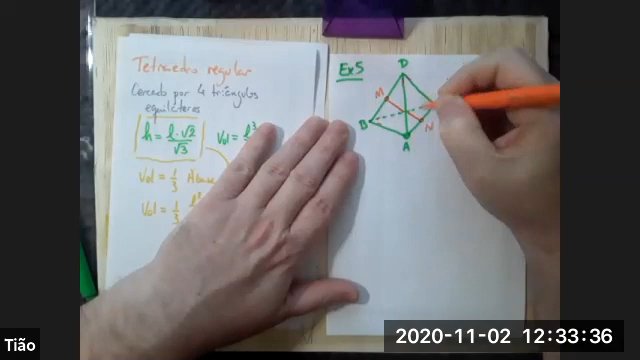 Tetraedro regular
Cercado por 4 triângulos
equiláteros
h = l·√2/√3
Vol = l³
Vol = 1/3
Vol = 1/3
Ex5
D
M
B
N
A
Tião
2020-11-02 12:33:36